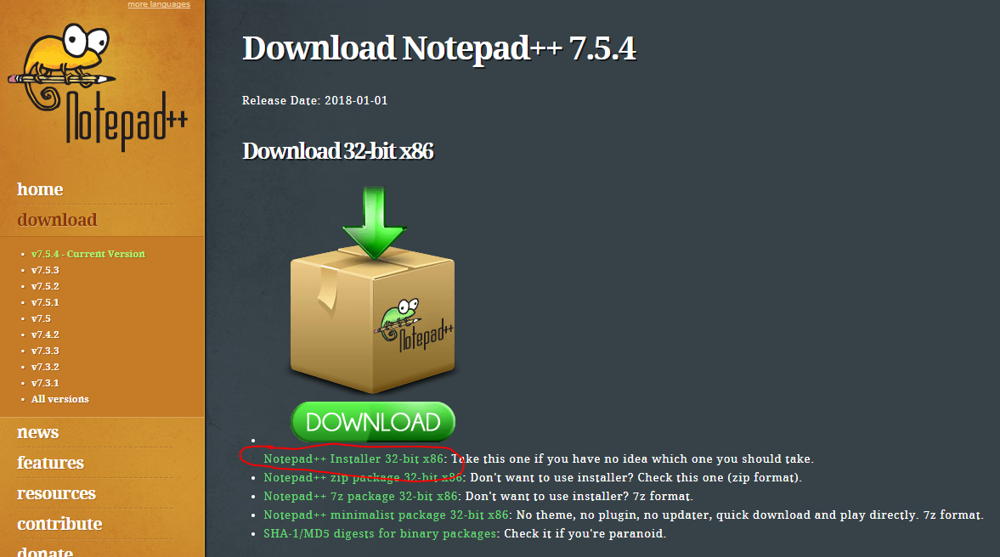 more languages
Notepad++
home
download
v7.5.4 - Current Version
v7.5.3
v7.5.2
v7.5.1
v7.5
v7.4.2
v7.3.3
v7.3.2
v7.3.1
All versions
news
features
resources
contribute
donate
Download Notepad++ 7.5.4
Release Date: 2018-01-01
Download 32-bit x86
Notepad++
DOWNLOAD
Notepad++ Installer 32-bit x86: Take this one if you have no idea which one you should take.
Notepad++ zip package 32-bit x86: Don't want to use installer? Check this one (zip format).
Notepad++ 7z package 32-bit x86: Don't want to use installer? 7z format.
Notepad++ minimalist package 32-bit x86: No theme, no plugin, no updater, quick download and play directly. 7z format.
SHA-1/MD5 digests for binary packages: Check it if you're paranoid.